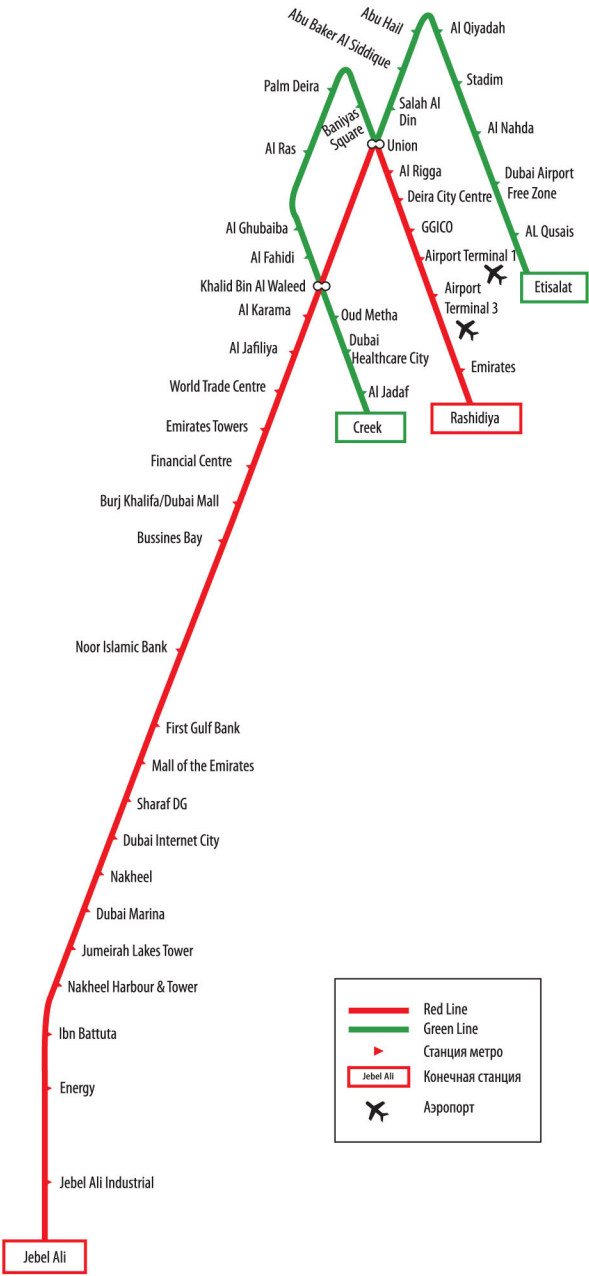 Abu Hail
Al Qiyadah
Abu Baker Al Siddique
Stadim
Palm Deira
Salah Al
Din
Baniyas
Square
Al Nahda
Union
Al Ras
Al Rigga
Dubai Airport
Free Zone
Deira City Centre
Al Ghubaiba
GGICO
AL Qusais
Al Fahidi
Airport Terminal 1
Khalid Bin Al Waleed
Airport
Terminal 3
Etisalat
Al Karama
Oud Metha
Al Jafiliya
Dubai
Healthcare City
Emirates
World Trade Centre
Al Jadaf
Rashidiya
Emirates Towers
Creek
Financial Centre
Burj Khalifa/Dubai Mall
Bussines Bay
Noor Islamic Bank
First Gulf Bank
Mall of the Emirates
Sharaf DG
Dubai Internet City
Nakheel
Dubai Marina
Jumeirah Lakes Tower
Nakheel Harbour & Tower
Ibn Battuta
Energy
Jebel Ali Industrial
Jebel Ali
Red Line
Green Line
Станция метро
Jebel Ali
Конечная станция
Аэропорт